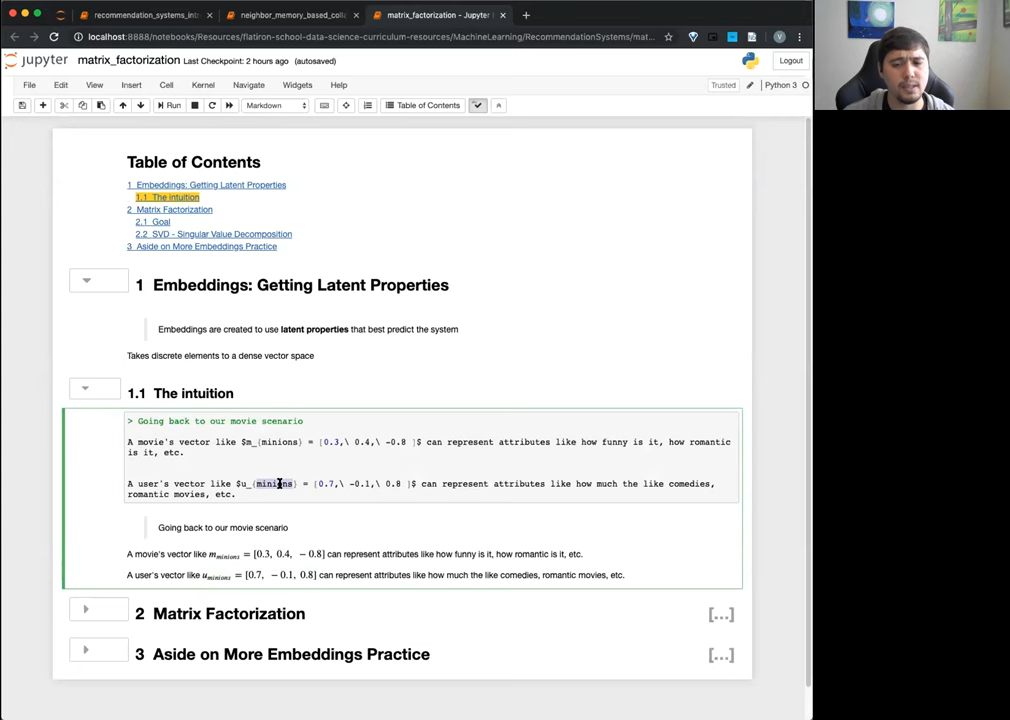 recommendation_systems_int
neighbor_memory_based_colla
matrix_factorization - Jupyter
localhost:8888/notebooks/Resources/flatiron-school-data-science-curriculum-resources/MachineLearning/RecommendationSystems/mat...
V
jupyter matrix_factorization Last Checkpoint: 2 hours ago (autosaved)
Logout
File Edit View Insert Cell Kernel Navigate Widgets Help
Trusted Python 3
Run Markdown Table of Contents
Table of Contents
1 Embeddings: Getting Latent Properties
1.1 The intuition
2 Matrix Factorization
2.1 Goal
2.2 SVD - Singular Value Decomposition
3 Aside on More Embeddings Practice
1 Embeddings: Getting Latent Properties
Embeddings are created to use latent properties that best predict the system
Takes discrete elements to a dense vector space
1.1 The intuition
> Going back to our movie scenario
A movie's vector like $m_{minions} = [0.3,\ 0.4,\ -0.8 ]$ can represent attributes like how funny is it, how romantic
is it, etc.
A user's vector like $u_{minions} = [0.7,\ -0.1,\ 0.8 ]$ can represent attributes like how much the like comedies,
romantic movies, etc.
Going back to our movie scenario
A movie's vector like mminions = [0.3, 0.4, −0.8] can represent attributes like how funny is it, how romantic is it, etc.
A user's vector like uminions = [0.7, −0.1, 0.8] can represent attributes like how much the like comedies, romantic movies, etc.
2 Matrix Factorization [...]
3 Aside on More Embeddings Practice [...]